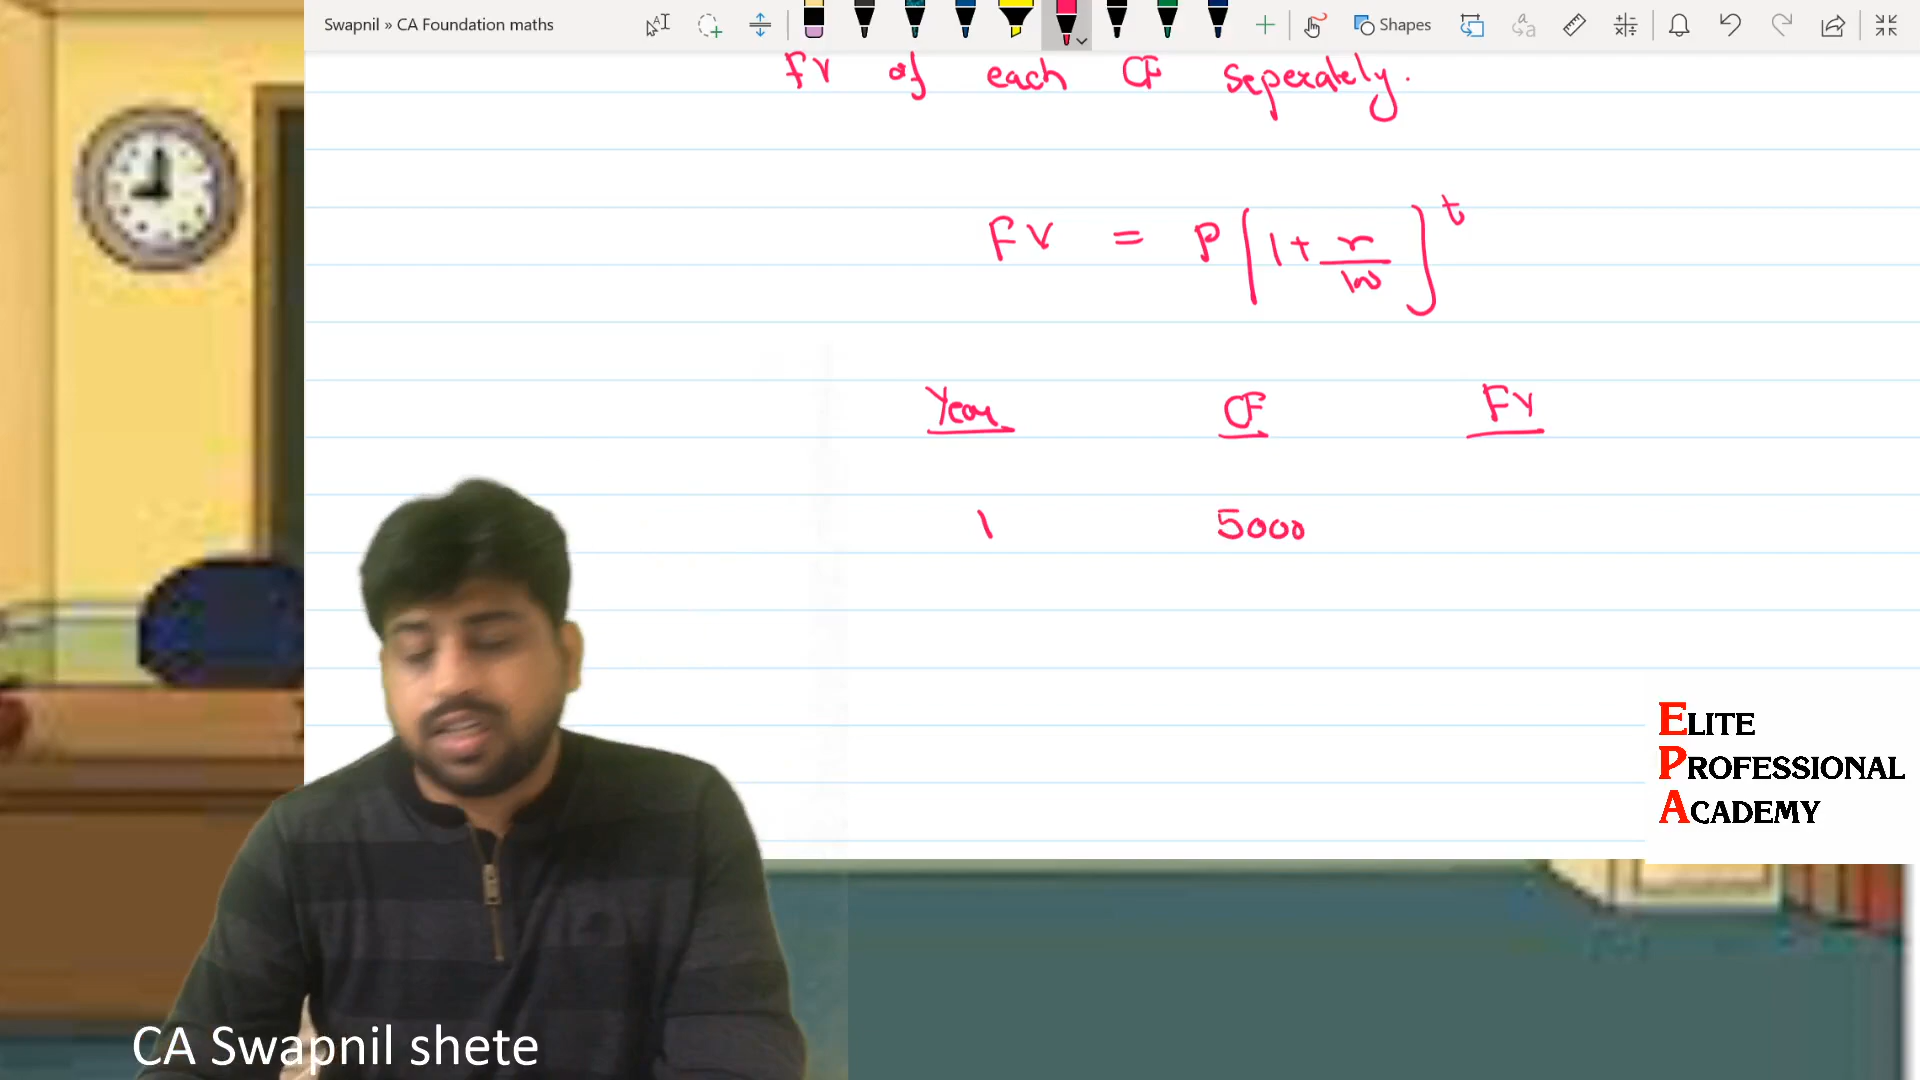 Swapnil » CA Foundation maths
Shapes
FV of each CF seperately.
FV = P [1 + r/100]^t
Year CF FV
1 5000
ELITE
PROFESSIONAL
ACADEMY
CA Swapnil shete